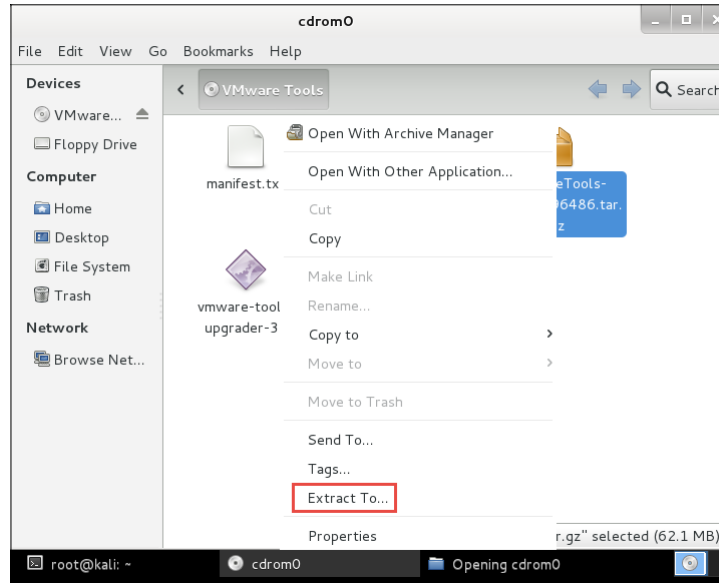 cdrom0
File Edit View Go Bookmarks Help
Devices
VMware...
Floppy Drive
Computer
Home
Desktop
File System
Trash
Network
Browse Net...
VMware Tools
Search
manifest.tx
vmware-tool
upgrader-3
eTools-
96486.tar.
z
Open With Archive Manager
Open With Other Application...
Cut
Copy
Make Link
Rename...
Copy to
Move to
Move to Trash
Send To...
Tags...
Extract To...
Properties
r.gz" selected (62.1 MB)
root@kali: ~
cdrom0
Opening cdrom0